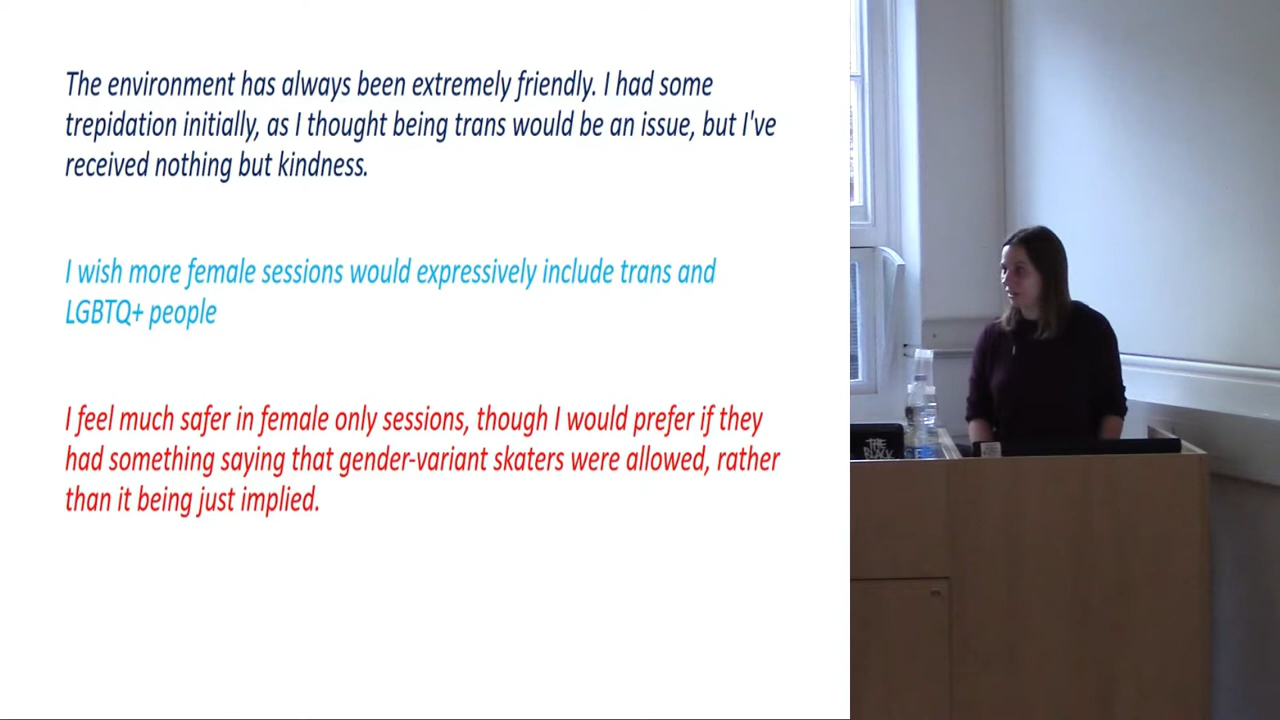 The environment has always been extremely friendly. I had some
trepidation initially, as I thought being trans would be an issue, but I've
received nothing but kindness.
I wish more female sessions would expressively include trans and
LGBTQ+ people
I feel much safer in female only sessions, though I would prefer if they
had something saying that gender-variant skaters were allowed, rather
than it being just implied.
THE
BLACK